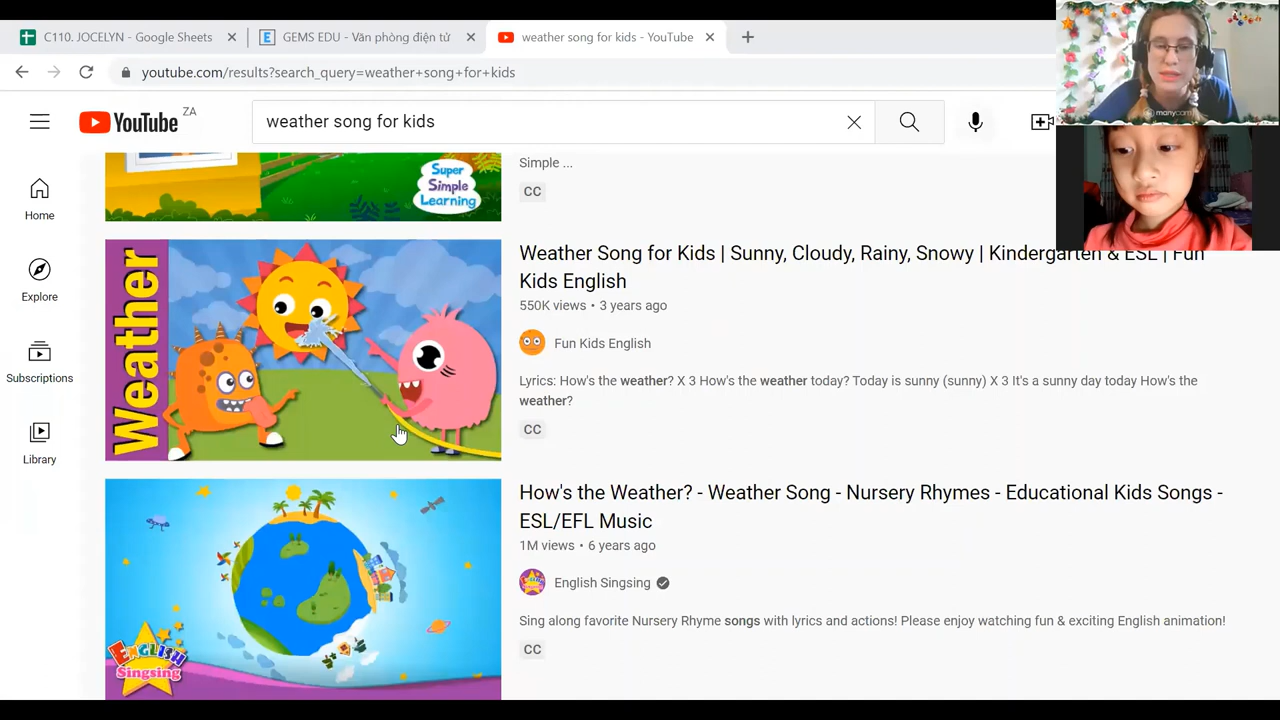 C110. JOCELYN - Google Sheets
GEMS EDU - Văn phòng điện tử
weather song for kids - YouTube
youtube.com/results?search_query=weather+song+for+kids
YouTube ZA
weather song for kids
manycam
Home
Explore
Subscriptions
Library
Super
Simple
Learning
Simple ...
CC
Weather
Weather Song for Kids | Sunny, Cloudy, Rainy, Snowy | Kindergarten & ESL | Fun
Kids English
550K views • 3 years ago
Fun Kids English
Lyrics: How's the weather? X 3 How's the weather today? Today is sunny (sunny) X 3 It's a sunny day today How's the
weather?
CC
English
Singsing
How's the Weather? - Weather Song - Nursery Rhymes - Educational Kids Songs -
ESL/EFL Music
1M views • 6 years ago
English Singsing
Sing along favorite Nursery Rhyme songs with lyrics and actions! Please enjoy watching fun & exciting English animation!
CC